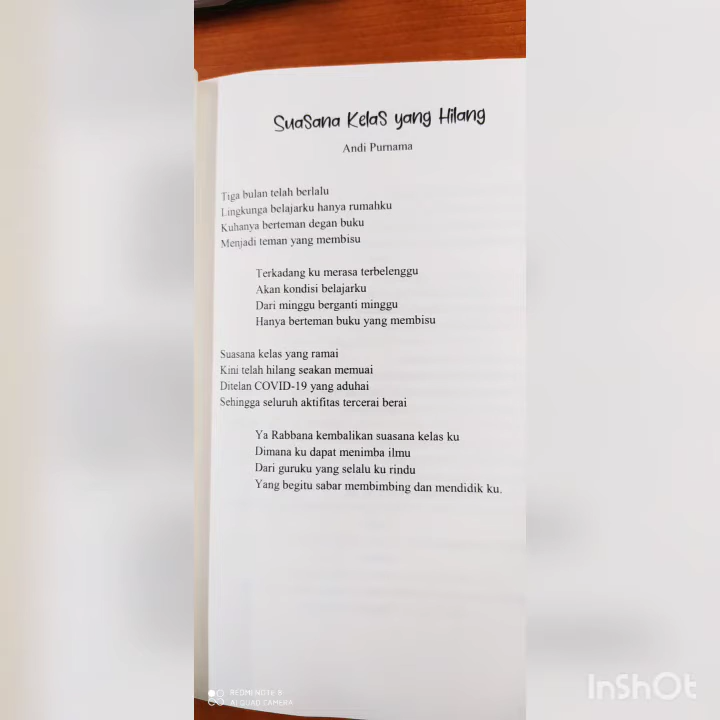 Suasana Kelas yang Hilang
Andi Purnama
Tiga bulan telah berlalu
Lingkunga belajarku hanya rumahku
Kuhanya berteman degan buku
Menjadi teman yang membisu
Terkadang ku merasa terbelenggu
Akan kondisi belajarku
Dari minggu berganti minggu
Hanya berteman buku yang membisu
Suasana kelas yang ramai
Kini telah hilang seakan memuai
Ditelan COVID-19 yang aduhai
Sehingga seluruh aktifitas tercerai berai
Ya Rabbana kembalikan suasana kelas ku
Dimana ku dapat menimba ilmu
Dari guruku yang selalu ku rindu
Yang begitu sabar membimbing dan mendidik ku.
REDMI NOTE 8
AI QUAD CAMERA
InShOt